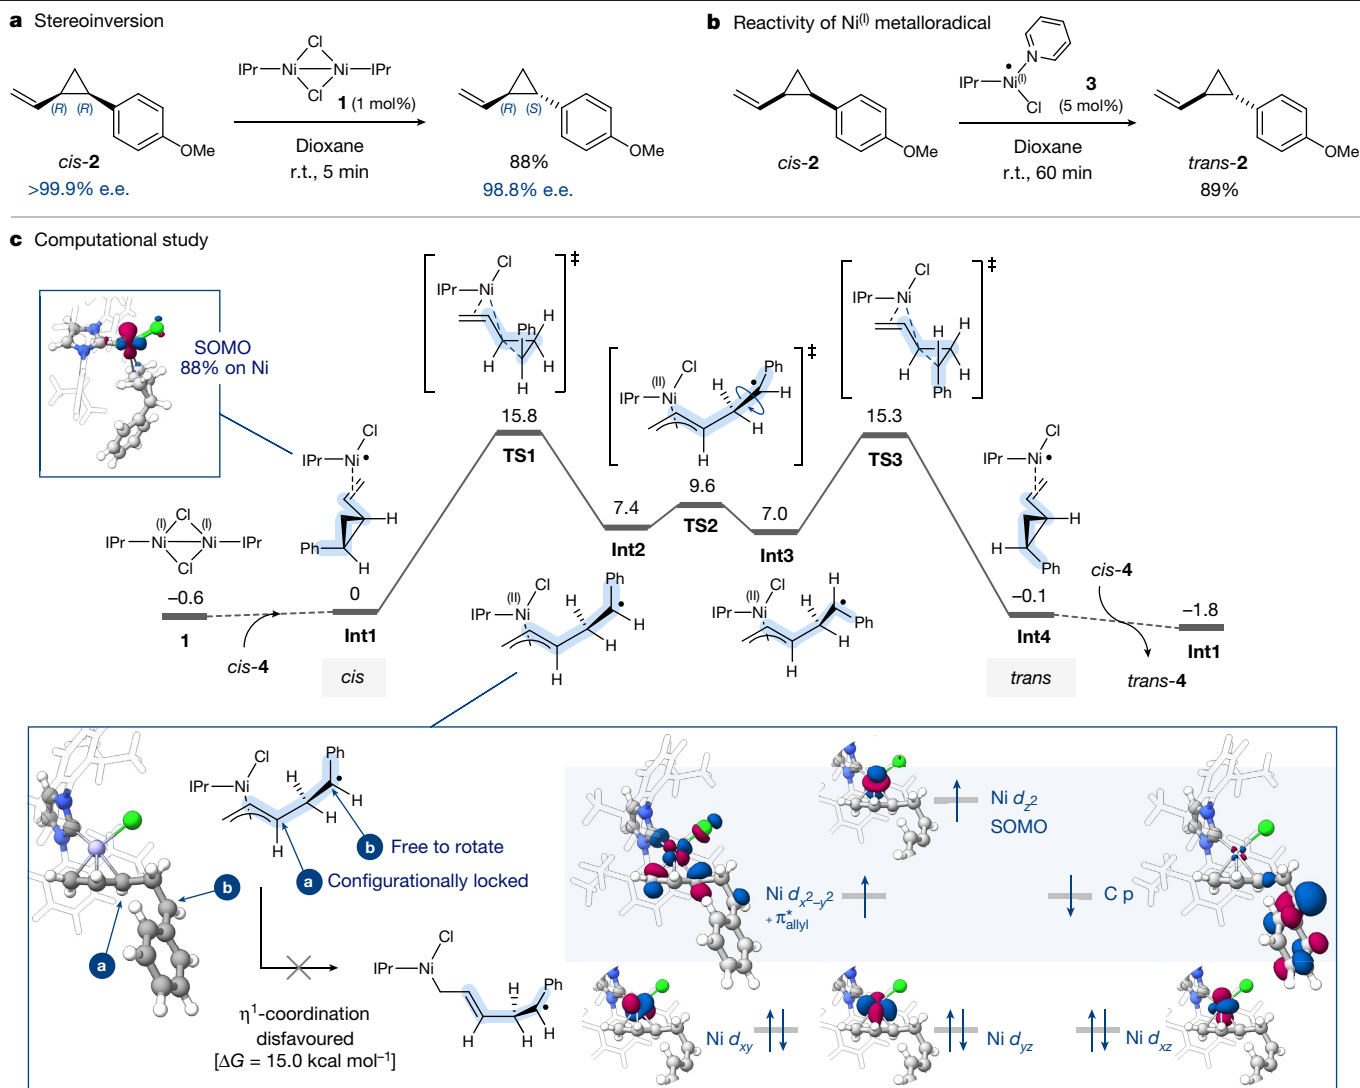 a Stereoinversion
Cl
IPr Ni Ni IPr
Cl
1 (1 mol%)
(R) (R)
OMe
cis-2
>99.9% e.e.
Dioxane
r.t., 5 min
(R) (S)
OMe
88%
98.8% e.e.
b Reactivity of Ni(I) metalloradical
N
IPr Ni(I)
Cl
3
(5 mol%)
OMe
cis-2
Dioxane
r.t., 60 min
OMe
trans-2
89%
c Computational study
SOMO
88% on Ni
Cl
IPr Ni
Ph H
H H
H
‡
15.8
TS1
Cl
(II)
IPr Ni
Ph
H
H
H
H
‡
9.6
TS2
Cl
IPr Ni
H H
H
Ph
‡
15.3
TS3
Cl
IPr Ni
H
Ph
H
0
Int1
cis
(I) Cl (I)
IPr Ni Ni IPr
Cl
−0.6
1
cis-4
7.4
Int2
7.0
Int3
Cl
(II)
IPr Ni
Ph
H
H
H
H
Cl
(II)
IPr Ni
H
H
Ph
H
H
Cl
IPr Ni
H
H
Ph
−0.1
Int4
trans
cis-4
trans-4
−1.8
Int1
Cl
IPr Ni
Ph
H
H
H
H
b Free to rotate
a Configurationally locked
b
a
Cl
IPr Ni
Ph
H
H
H
H
η1-coordination
disfavoured
[ΔG = 15.0 kcal mol–1]
Ni dz2
SOMO
Ni dx2–y2
+ π*allyl
C p
Ni dxy
Ni dyz
Ni dxz